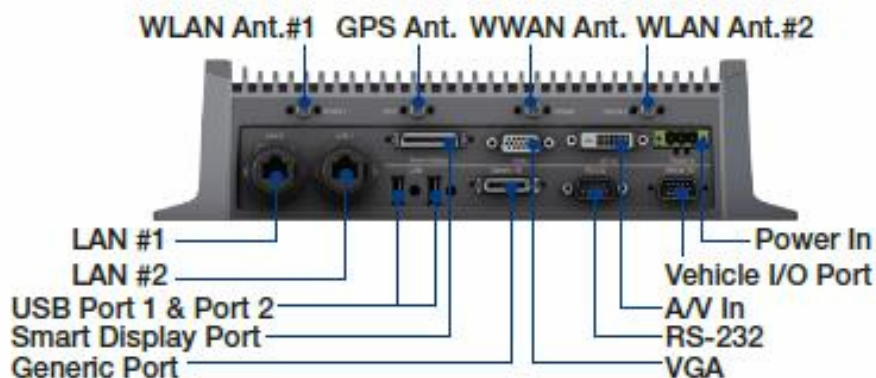 WLAN Ant.#1 GPS Ant. WWAN Ant. WLAN Ant.#2
LAN #1
Power In
LAN #2
Vehicle I/O Port
USB Port 1 & Port 2
A/V In
Smart Display Port
RS-232
Generic Port
VGA